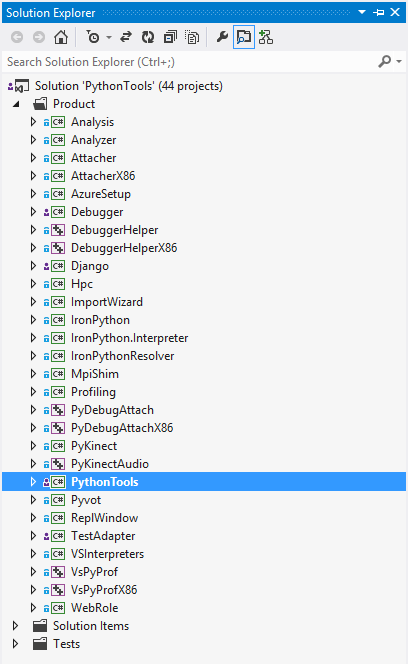 Solution Explorer
Search Solution Explorer (Ctrl+;)
Solution 'PythonTools' (44 projects)
Product
C# Analysis
C# Analyzer
C# Attacher
C# AttacherX86
C# AzureSetup
C# Debugger
DebuggerHelper
DebuggerHelperX86
C# Django
C# Hpc
C# ImportWizard
C# IronPython
C# IronPython.Interpreter
C# IronPythonResolver
C# MpiShim
C# Profiling
PyDebugAttach
PyDebugAttachX86
C# PyKinect
PyKinectAudio
C# PythonTools
C# Pyvot
C# ReplWindow
C# TestAdapter
C# VSInterpreters
VsPyProf
VsPyProfX86
C# WebRole
Solution Items
Tests